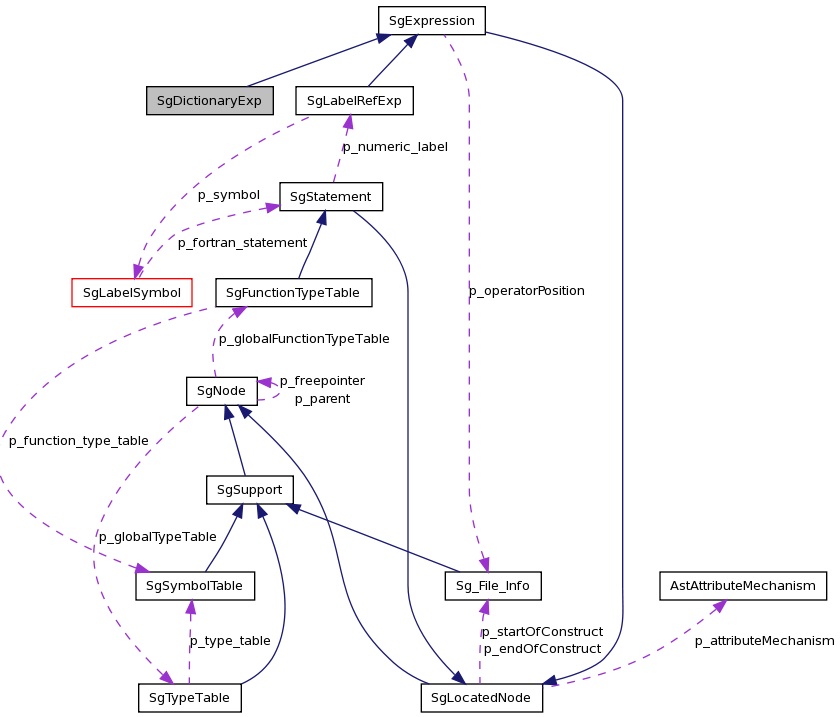 SgExpression
SgDictionaryExp
SgLabelRefExp
p_numeric_label
p_symbol
SgStatement
p_fortran_statement
SgLabelSymbol
SgFunctionTypeTable
p_operatorPosition
p_globalFunctionTypeTable
SgNode
p_freepointer
p_parent
p_function_type_table
SgSupport
p_globalTypeTable
SgSymbolTable
Sg_File_Info
AstAttributeMechanism
p_type_table
p_startOfConstruct
p_endOfConstruct
p_attributeMechanism
SgTypeTable
SgLocatedNode